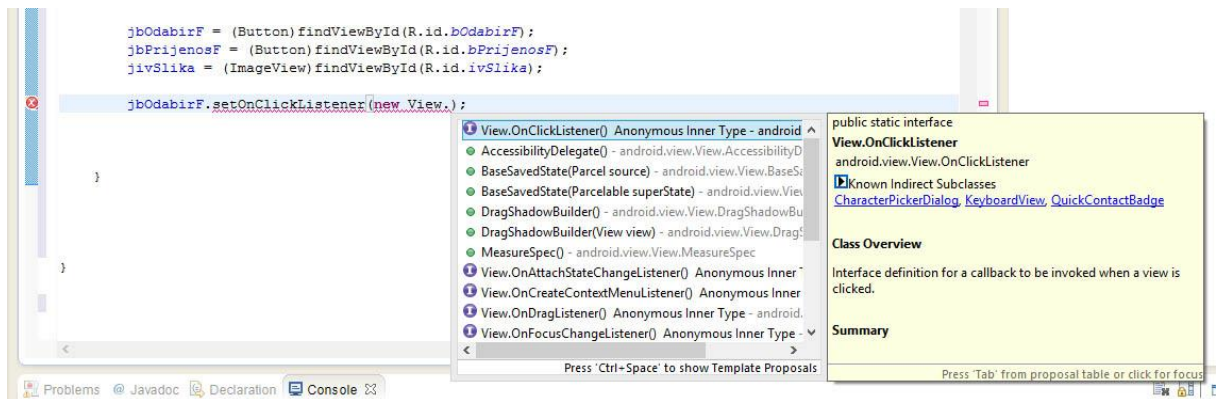 jbOdabirF = (Button)findViewById(R.id.bOdabirF);
jbPrijenosF = (Button)findViewById(R.id.bPrijenosF);
jivSlika = (ImageView)findViewById(R.id.ivSlika);
jbOdabirF.setOnClickListener(new View.);
}
}
View.OnClickListener() Anonymous Inner Type - android
AccessibilityDelegate() - android.view.View.AccessibilityD
BaseSavedState(Parcel source) - android.view.View.BaseSa
BaseSavedState(Parcelable superState) - android.view.View
DragShadowBuilder() - android.view.View.DragShadowBu
DragShadowBuilder(View view) - android.view.View.DragS
MeasureSpec() - android.view.View.MeasureSpec
View.OnAttachStateChangeListener() Anonymous Inner T
View.OnCreateContextMenuListener() Anonymous Inner
View.OnDragListener() Anonymous Inner Type - android.
View.OnFocusChangeListener() Anonymous Inner Type -
Press 'Ctrl+Space' to show Template Proposals
public static interface
View.OnClickListener
android.view.View.OnClickListener
Known Indirect Subclasses
CharacterPickerDialog, KeyboardView, QuickContactBadge
Class Overview
Interface definition for a callback to be invoked when a view is
clicked.
Summary
Press 'Tab' from proposal table or click for focus
Problems @ Javadoc Declaration Console